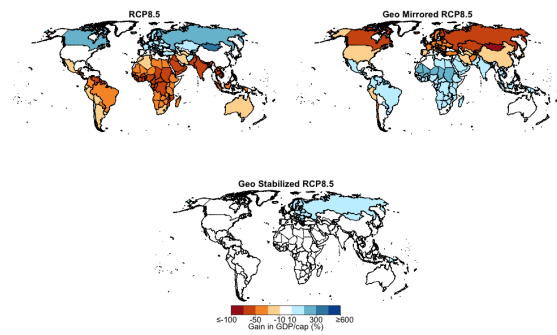 RCP8.5
Geo Mirrored RCP8.5
Geo Stabilized RCP8.5
≤-100 -50 -10 10 300 ≥600
Gain in GDP/cap (%)